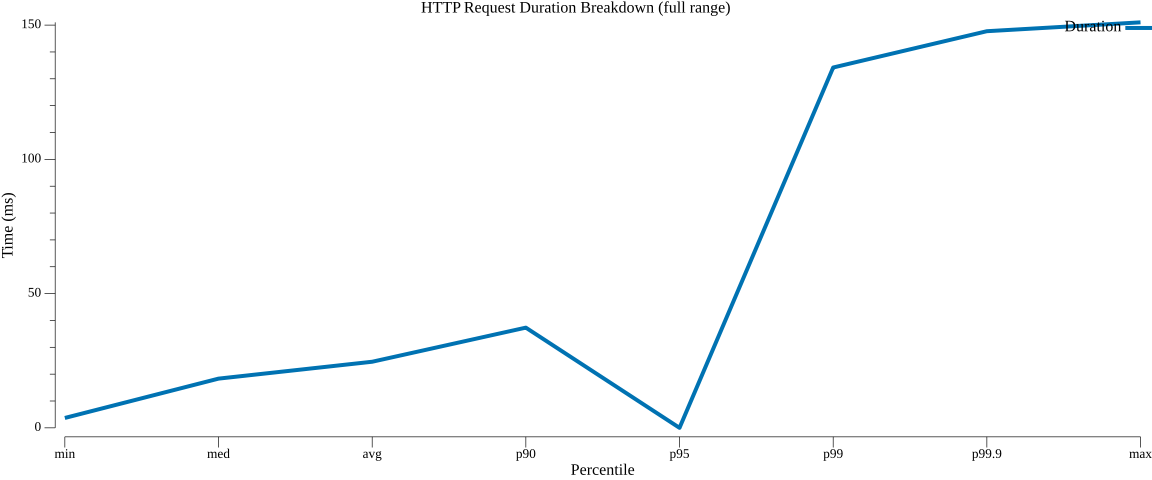 HTTP Request Duration Breakdown (full range)
Duration
150
100
50
0
Time (ms)
min med avg p90 p95 p99 p99.9 max
Percentile